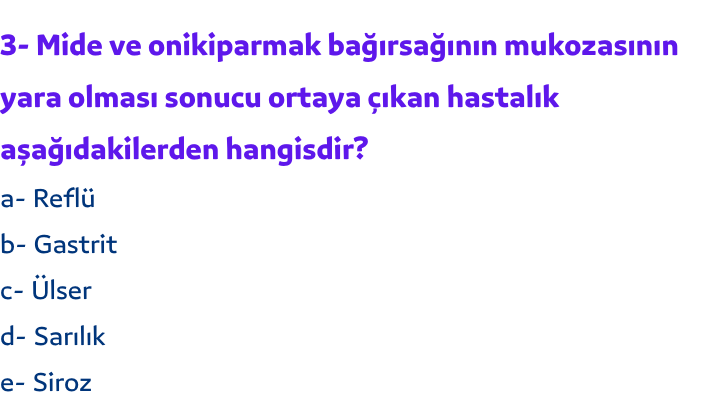 3- Mide ve onikiparmak bağırsağının mukozasının
yara olması sonucu ortaya çıkan hastalık
aşağıdakilerden hangisdir?
a- Reflü
b- Gastrit
c- Ülser
d- Sarılık
e- Siroz